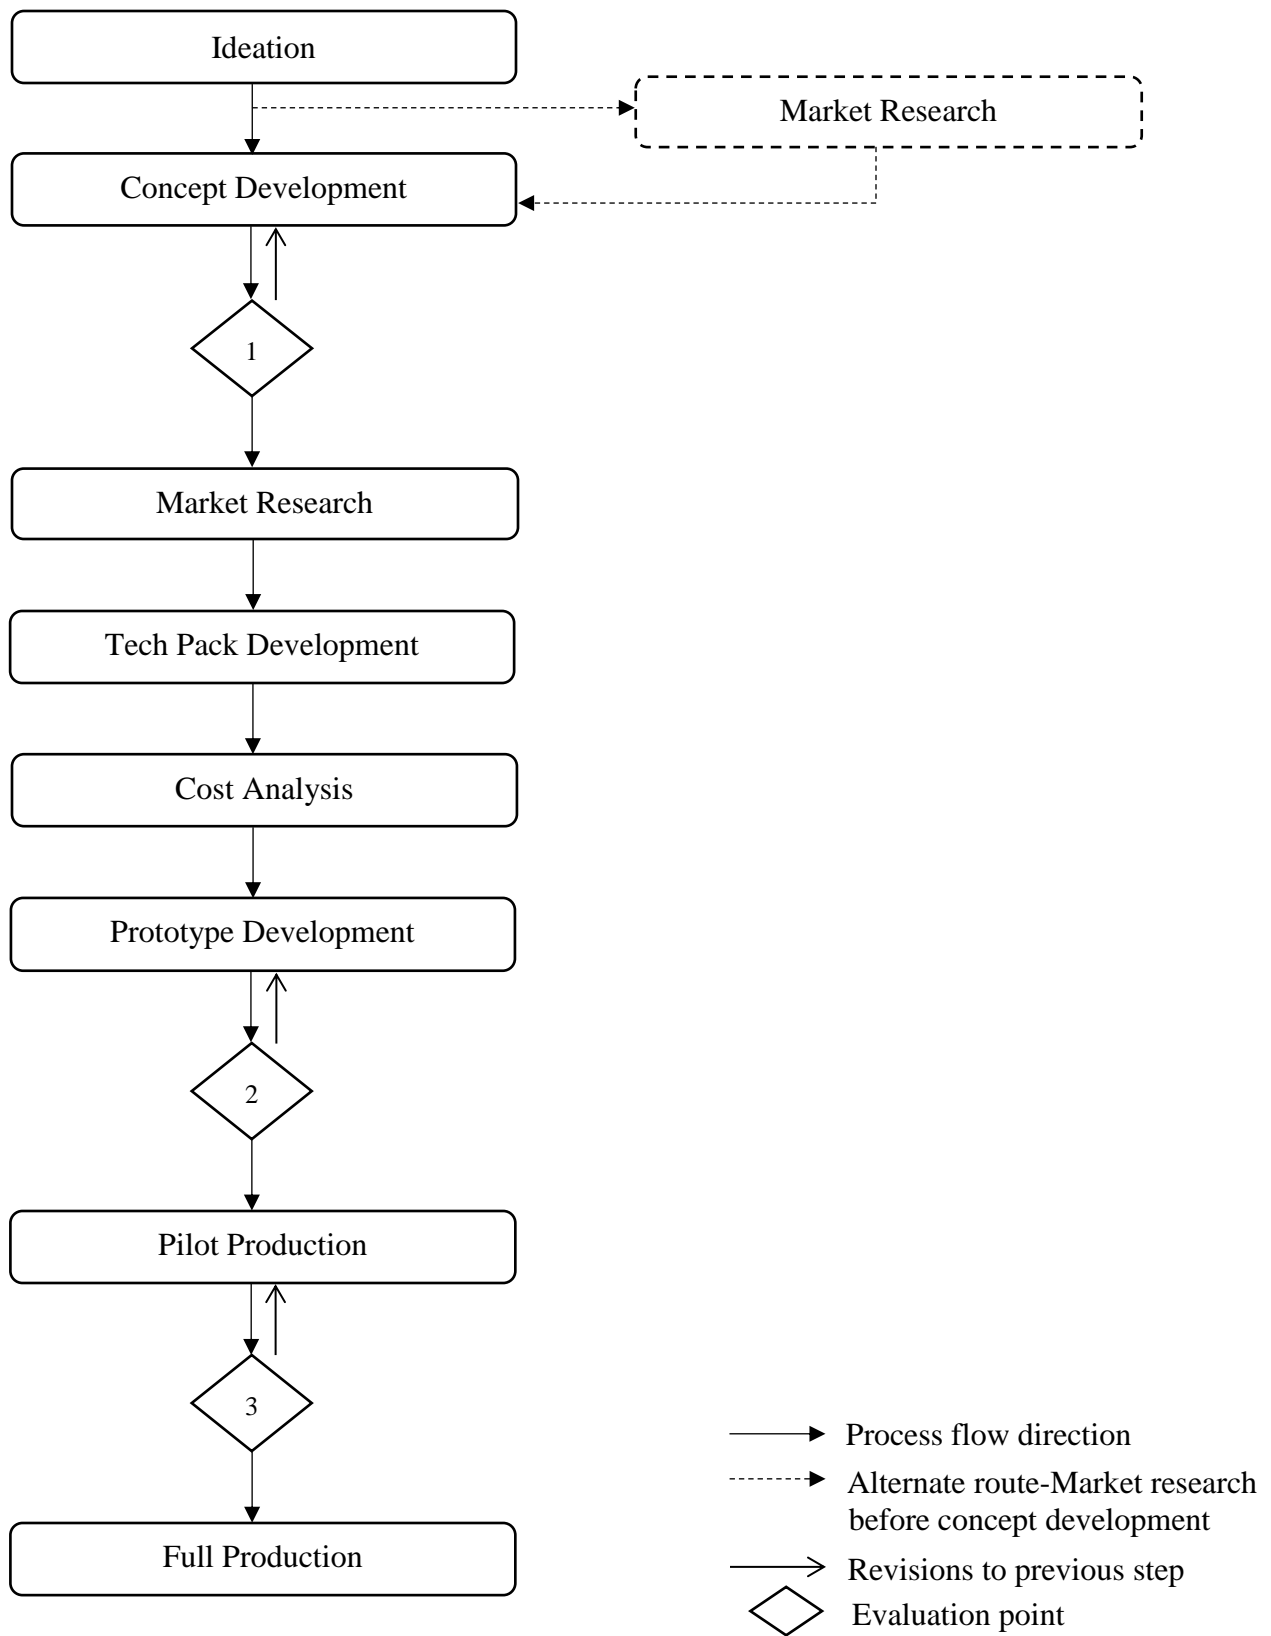 Ideation
Market Research
Concept Development
1
Market Research
Tech Pack Development
Cost Analysis
Prototype Development
2
Pilot Production
3
Full Production
Process flow direction
Alternate route-Market research
before concept development
Revisions to previous step
Evaluation point